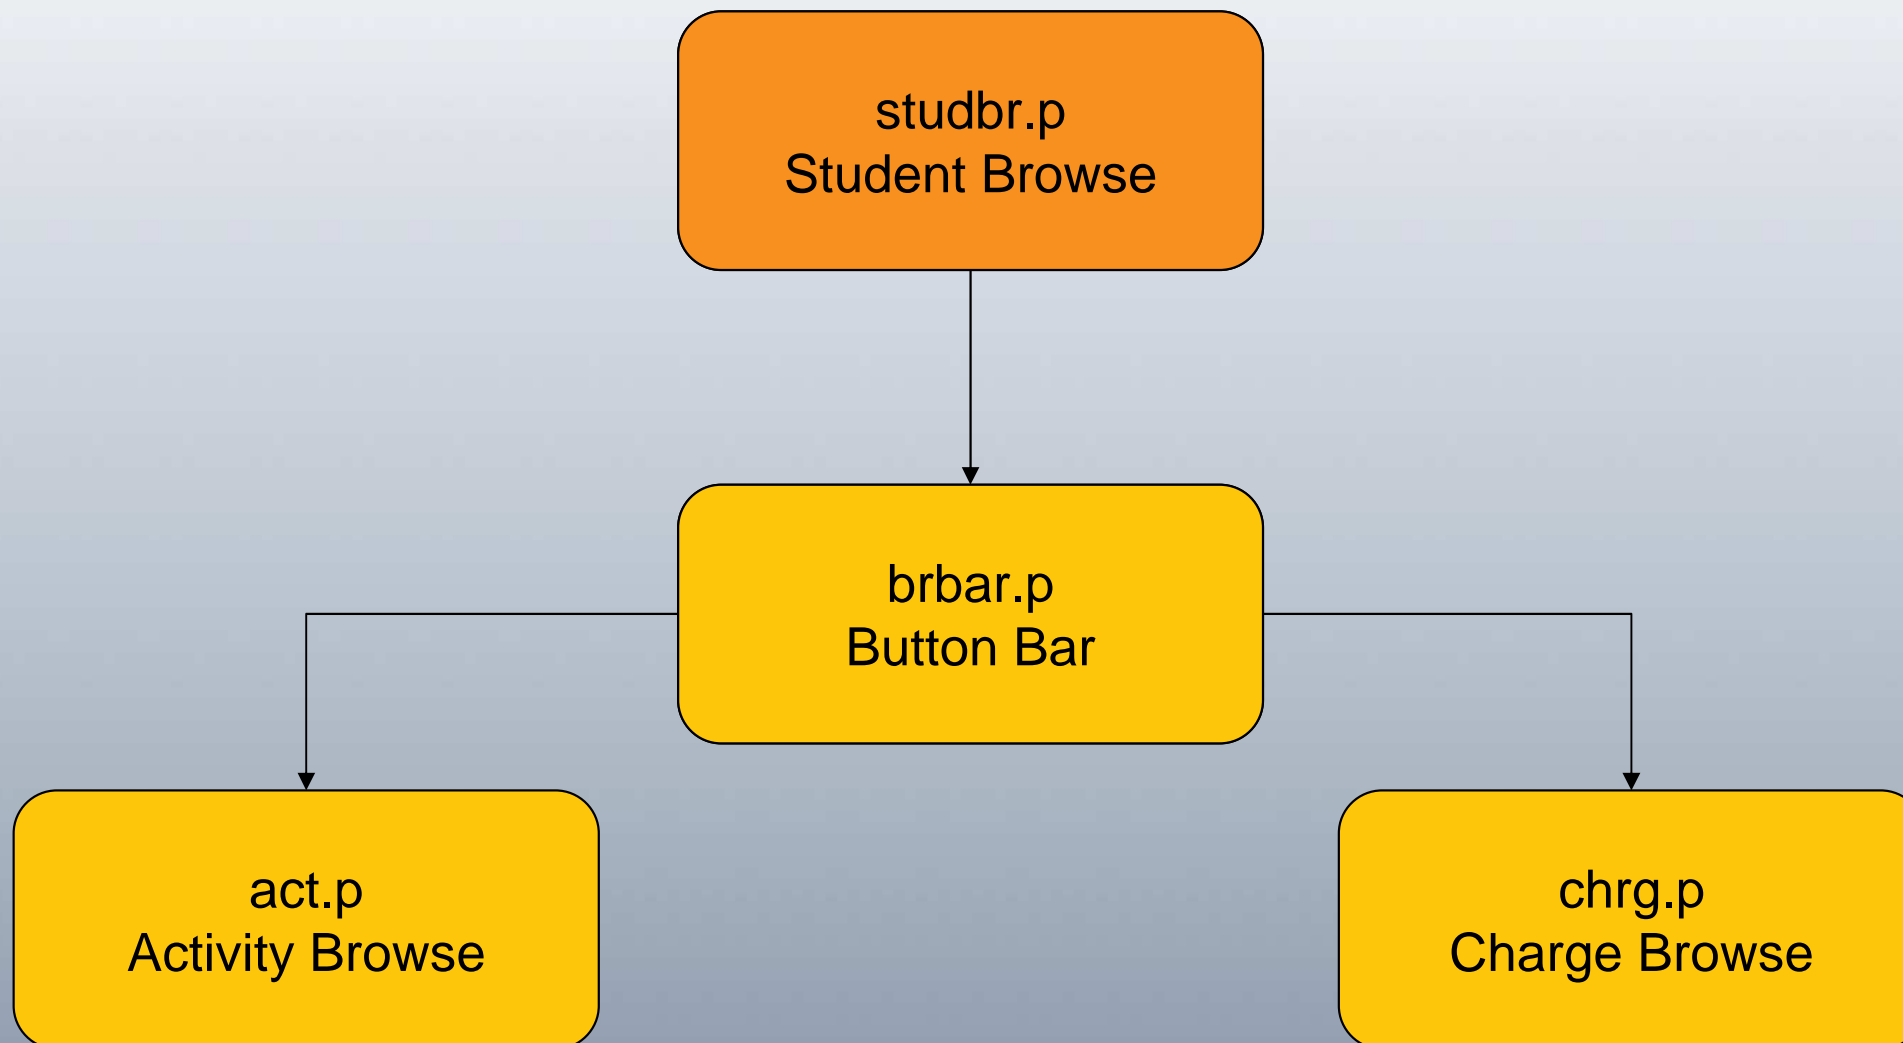 studbr.p
Student Browse
brbar.p
Button Bar
act.p
Activity Browse
chrg.p
Charge Browse